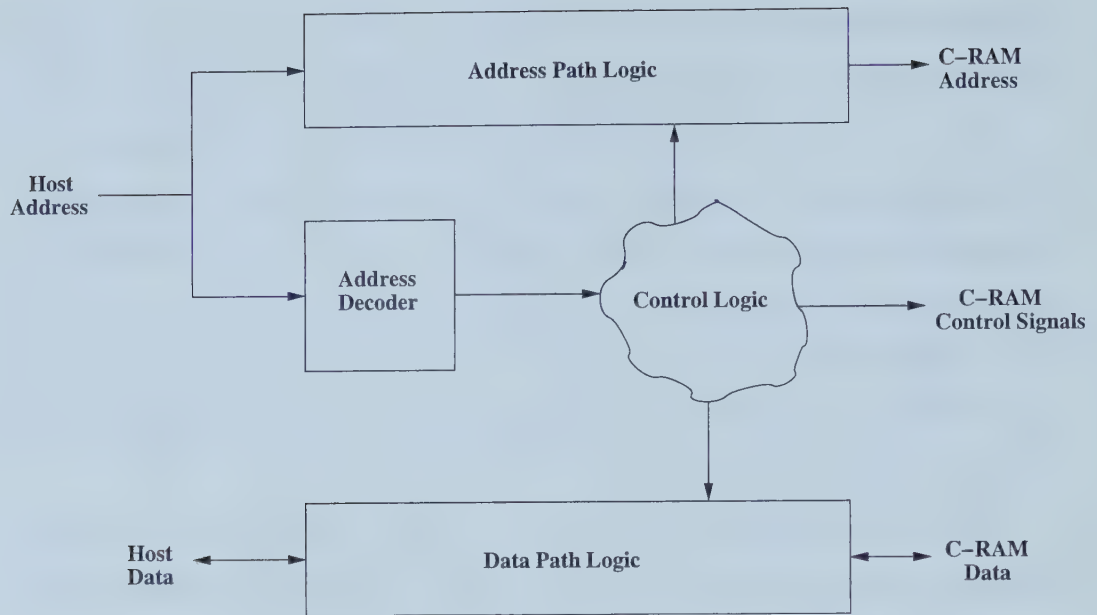 Address Path Logic
C−RAM
Address
Host
Address
Address
Decoder
Control Logic
C−RAM
Control Signals
Host
Data
Data Path Logic
C−RAM
Data